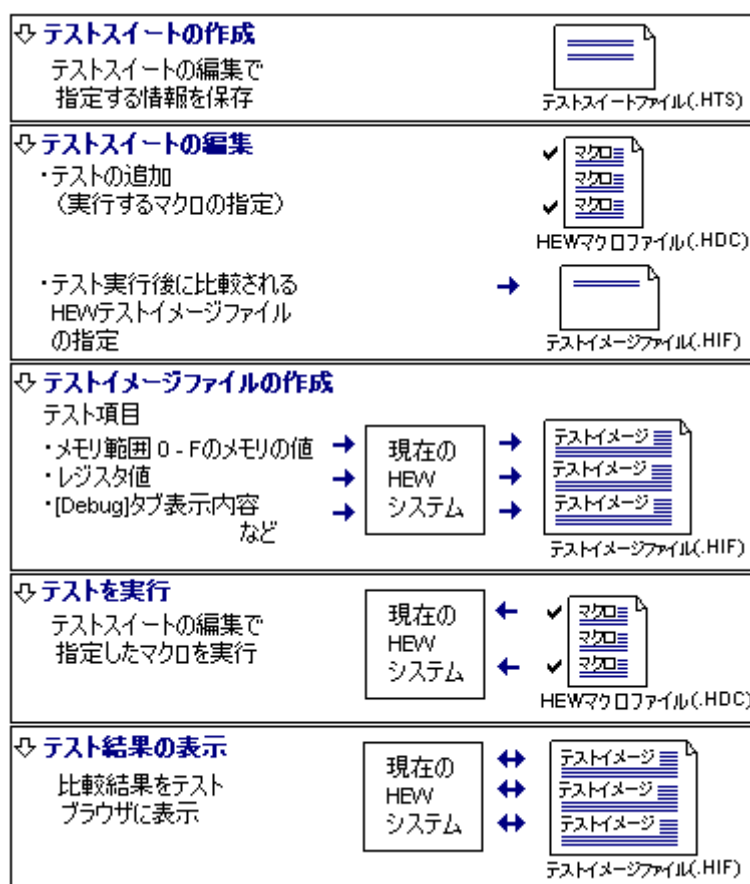 テストスイートの作成
テストスイートの編集で
指定する情報を保存
テストスイートファイル(.HTS)
テストスイートの編集
・テストの追加
（実行するマクロの指定）
マクロ
マクロ
マクロ
HEWマクロファイル(.HDC)
・テスト実行後に比較される
HEWテストイメージファイル
の指定
テストイメージファイル(.HIF)
テストイメージファイルの作成
テスト項目
・メモリ範囲 0 - Fのメモリの値
・レジスタ値
・[Debug]タブ表示内容
など
現在の
HEW
システム
テストイメージ
テストイメージ
テストイメージ
テストイメージファイル(.HIF)
テストを実行
テストスイートの編集で
指定したマクロを実行
現在の
HEW
システム
マクロ
マクロ
マクロ
HEWマクロファイル(.HDC)
テスト結果の表示
比較結果をテスト
ブラウザに表示
現在の
HEW
システム
テストイメージ
テストイメージ
テストイメージ
テストイメージファイル(.HIF)